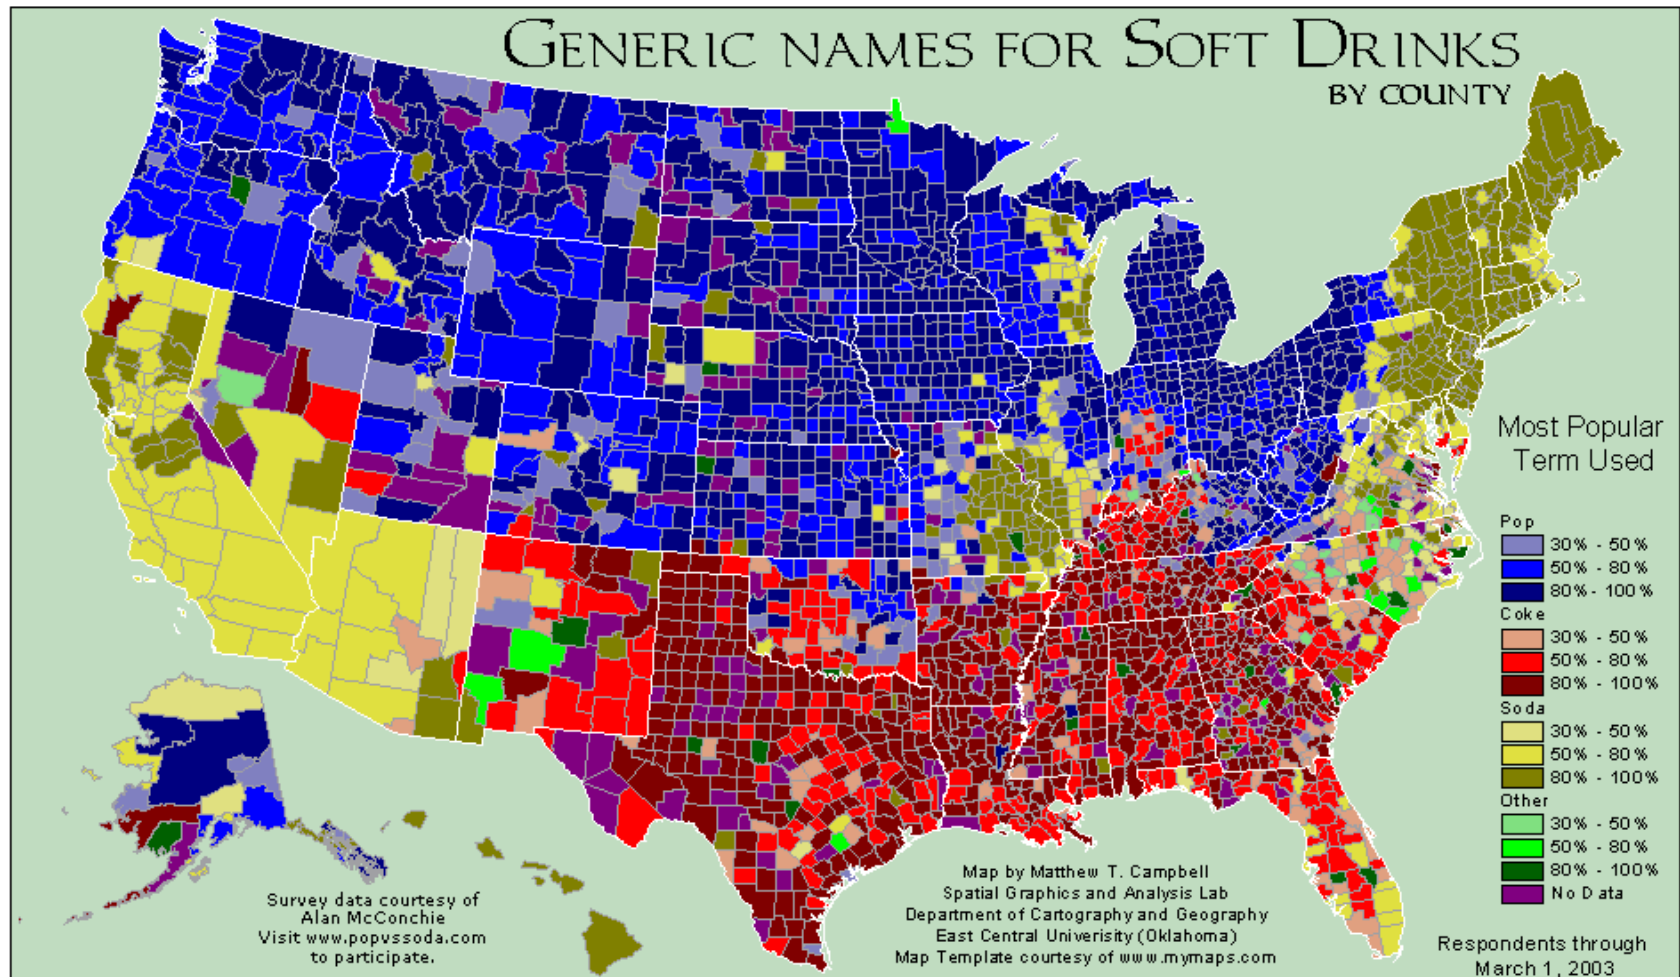 GENERIC NAMES FOR SOFT DRINKS
BY COUNTY
Most Popular
Term Used
Pop
30% - 50%
50% - 80%
80% - 100%
Coke
30% - 50%
50% - 80%
80% - 100%
Soda
30% - 50%
50% - 80%
80% - 100%
Other
30% - 50%
50% - 80%
80% - 100%
No Data
Survey data courtesy of
Alan McConchie
Visit www.popvssoda.com
to participate.
Map by Matthew T. Campbell
Spatial Graphics and Analysis Lab
Department of Cartography and Geography
East Central Univerisity (Oklahoma)
Map Template courtesy of www.mymaps.com
Respondents through
March 1, 2003